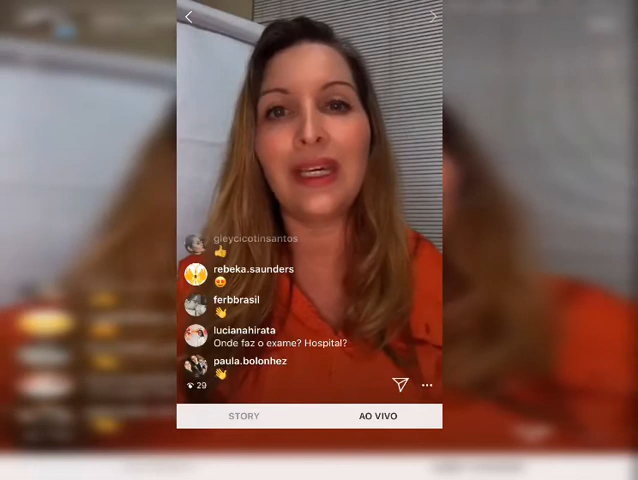 gleycicotinsantos
rebeka.saunders
ferbbrasil
lucianahirata
Onde faz o exame? Hospital?
paula.bolonhez
29
STORY
AO VIVO